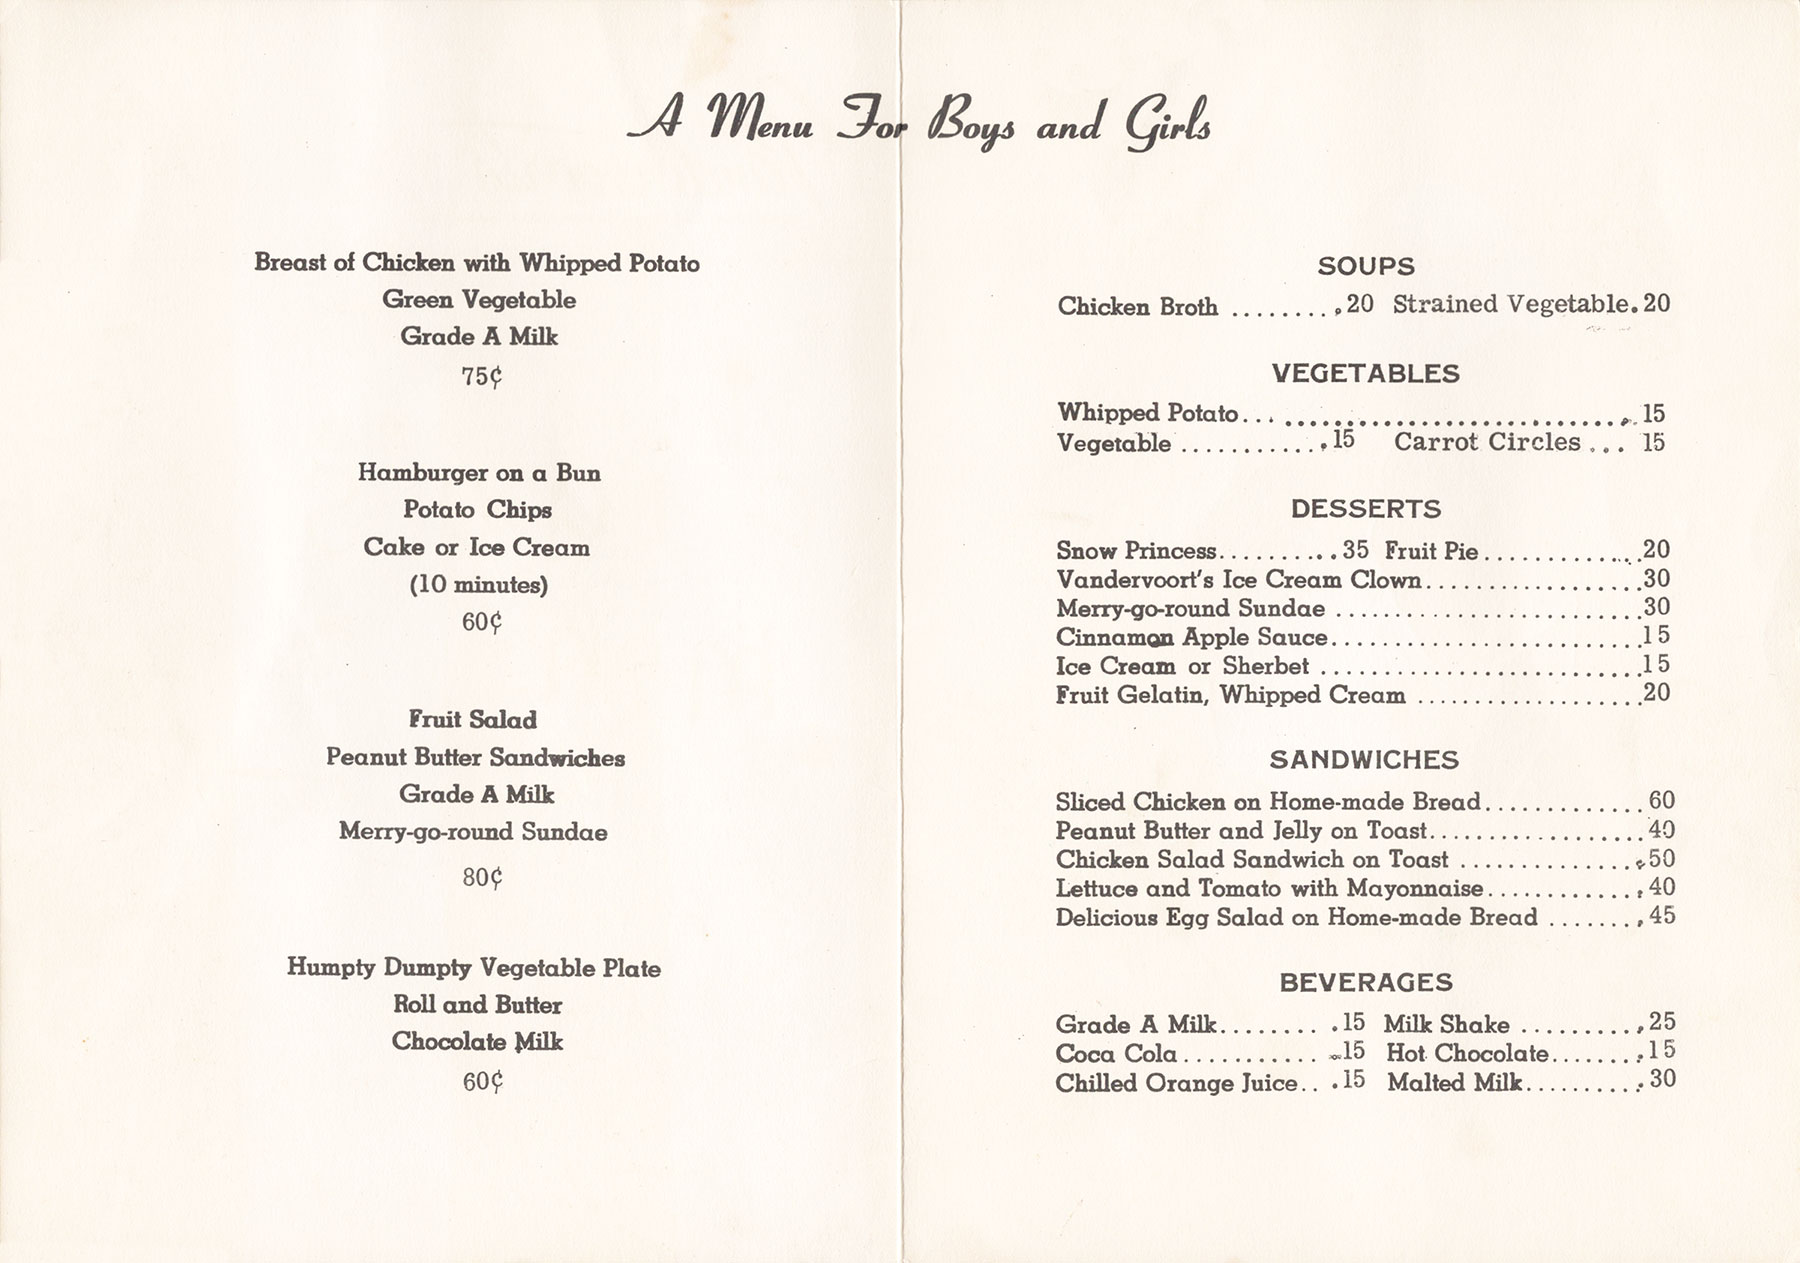 A Menu For Boys and Girls
Breast of Chicken with Whipped Potato
Green Vegetable
Grade A Milk
75¢
Hamburger on a Bun
Potato Chips
Cake or Ice Cream
(10 minutes)
60¢
Fruit Salad
Peanut Butter Sandwiches
Grade A Milk
Merry-go-round Sundae
80¢
Humpty Dumpty Vegetable Plate
Roll and Butter
Chocolate Milk
60¢
SOUPS
Chicken Broth .........20 Strained Vegetable.20
VEGETABLES
Whipped Potato................................. 15
Vegetable ............15 Carrot Circles ... 15
DESSERTS
Snow Princess..........35 Fruit Pie...............20
Vandervoort's Ice Cream Clown..................30
Merry-go-round Sundae .........................30
Cinnamon Apple Sauce.........................15
Ice Cream or Sherbet ..........................15
Fruit Gelatin, Whipped Cream ...................20
SANDWICHES
Sliced Chicken on Home-made Bread............. 60
Peanut Butter and Jelly on Toast..................40
Chicken Salad Sandwich on Toast ...............50
Lettuce and Tomato with Mayonnaise.............40
Delicious Egg Salad on Home-made Bread ........45
BEVERAGES
Grade A Milk........ .15 Milk Shake ...........25
Coca Cola........... .15 Hot Chocolate........15
Chilled Orange Juice.. .15 Malted Milk..........30